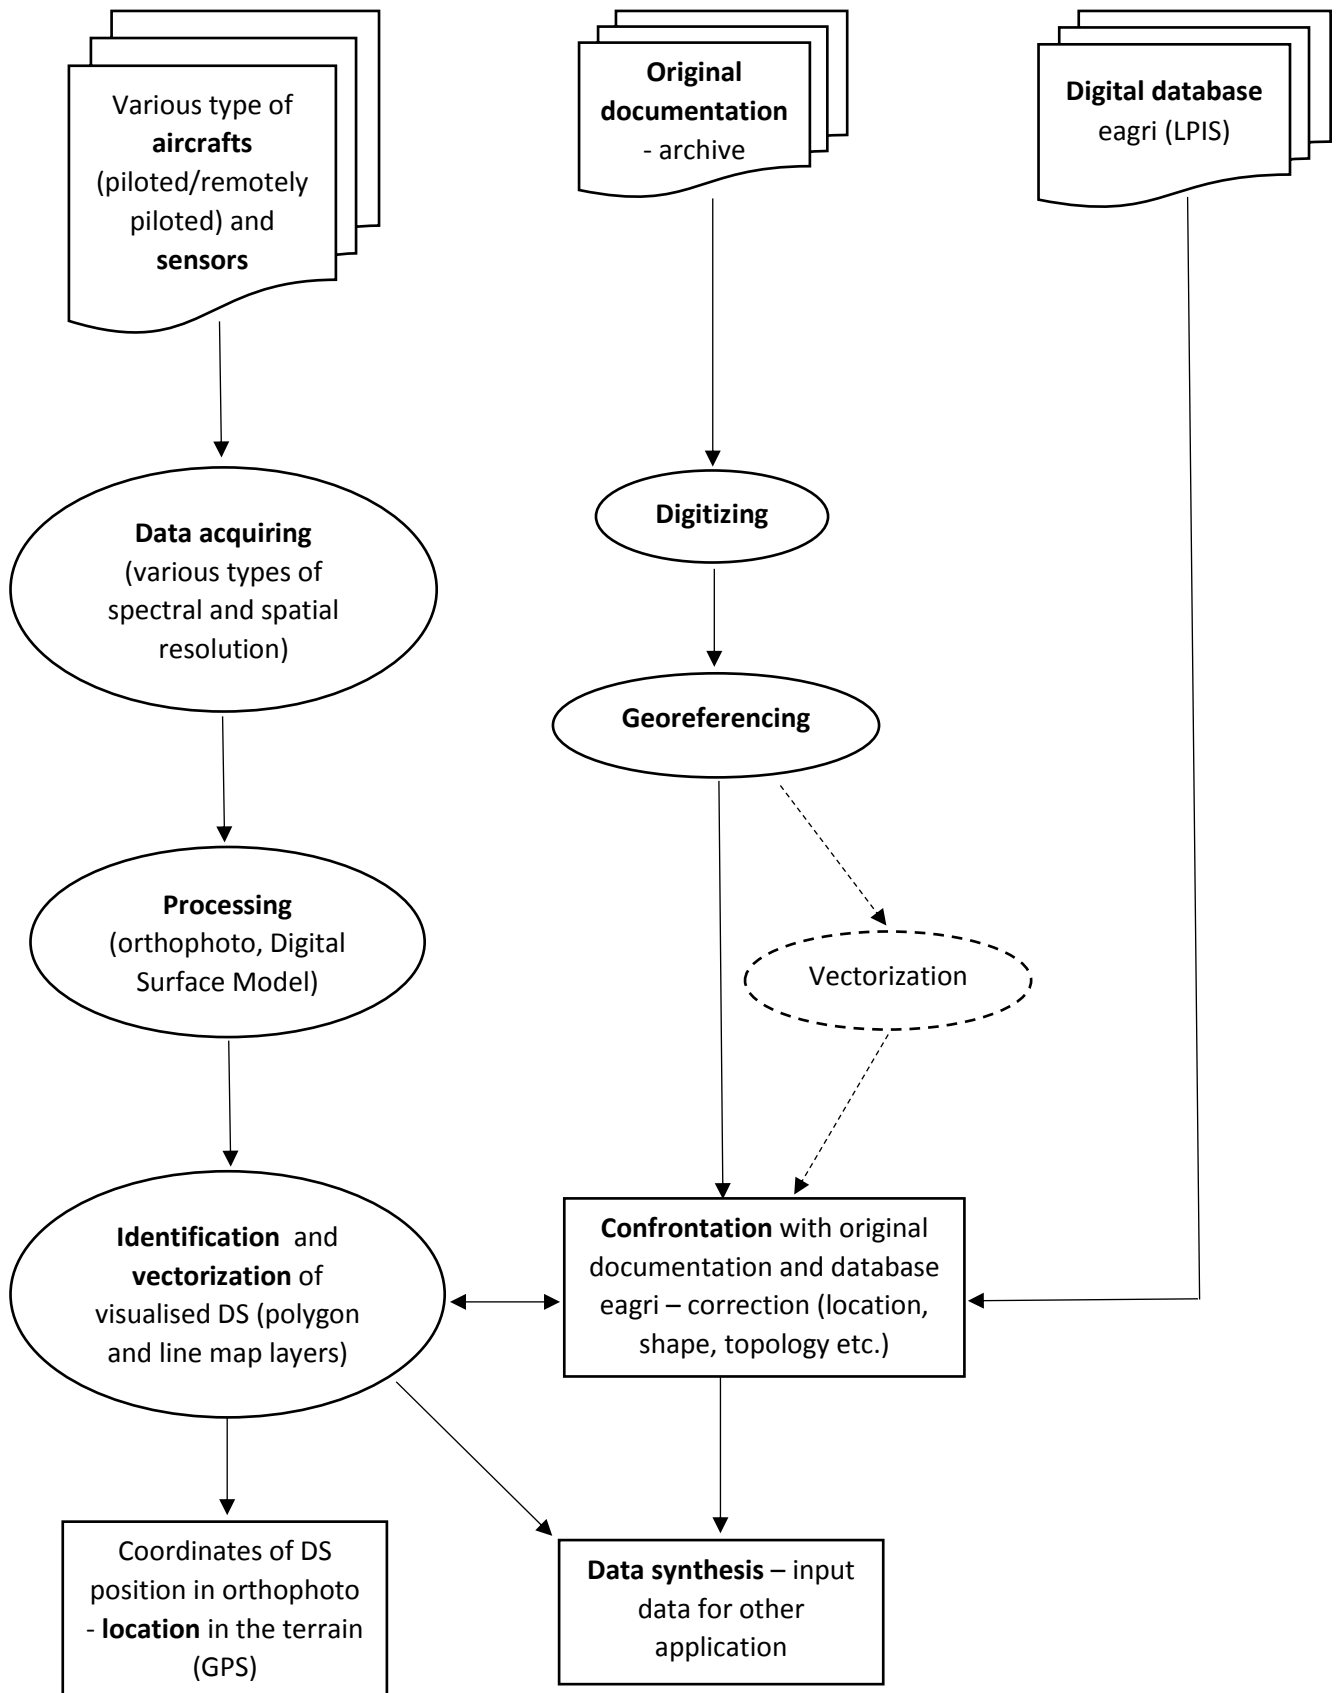 Various type of
aircrafts
(piloted/remotely
piloted) and
sensors
Original
documentation
- archive
Digital database
eagri (LPIS)
Data acquiring
(various types of
spectral and spatial
resolution)
Digitizing
Georeferencing
Processing
(orthophoto, Digital
Surface Model)
Vectorization
Identification and
vectorization of
visualised DS (polygon
and line map layers)
Confrontation with original
documentation and database
eagri – correction (location,
shape, topology etc.)
Coordinates of DS
position in orthophoto
- location in the terrain
(GPS)
Data synthesis – input
data for other
application